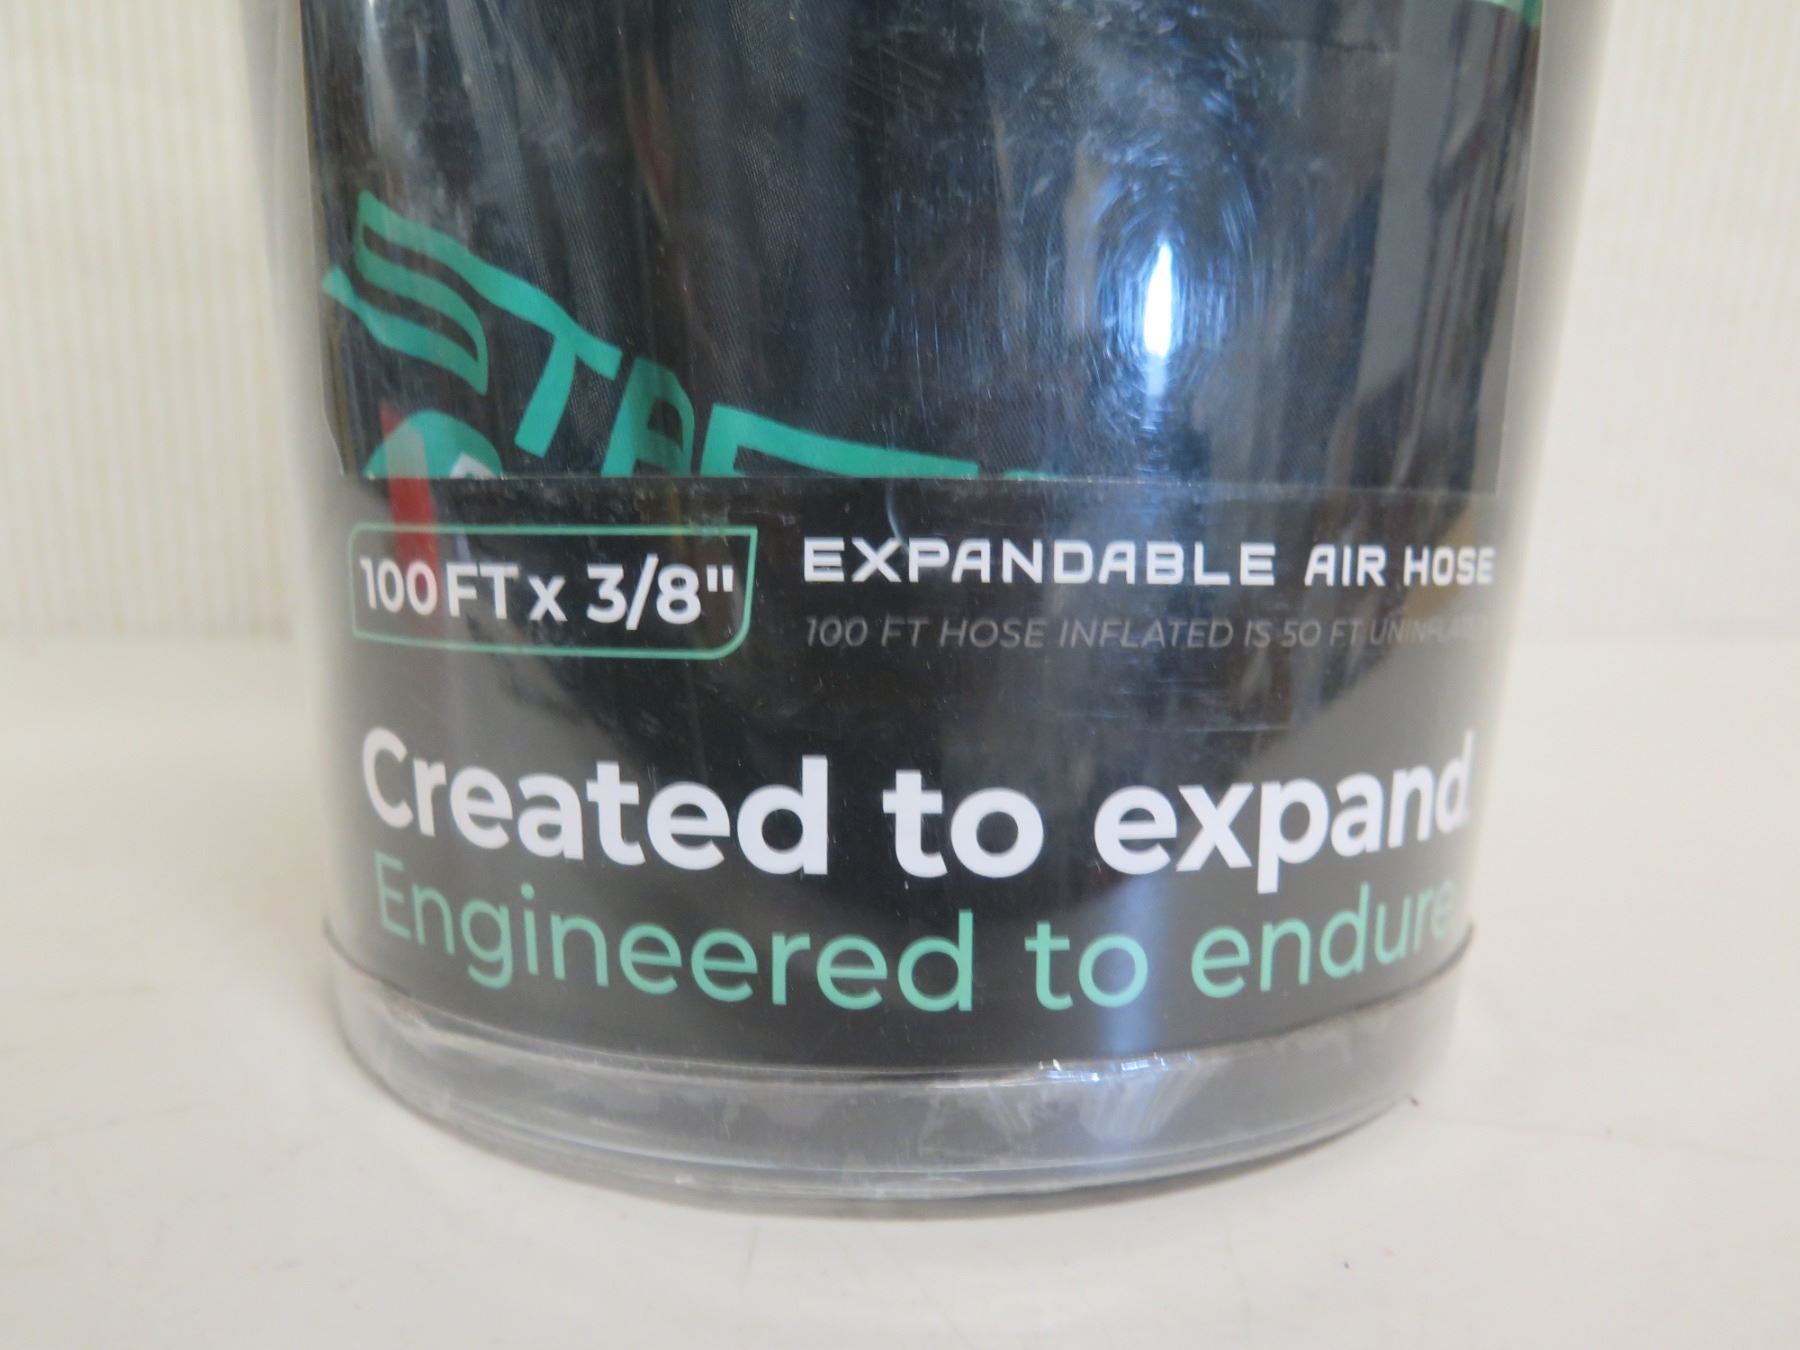 100 FT x 3/8"
EXPANDABLE AIR HOSE
100 FT HOSE INFLATED IS 50 FT
Created to expand.
Engineered to endure